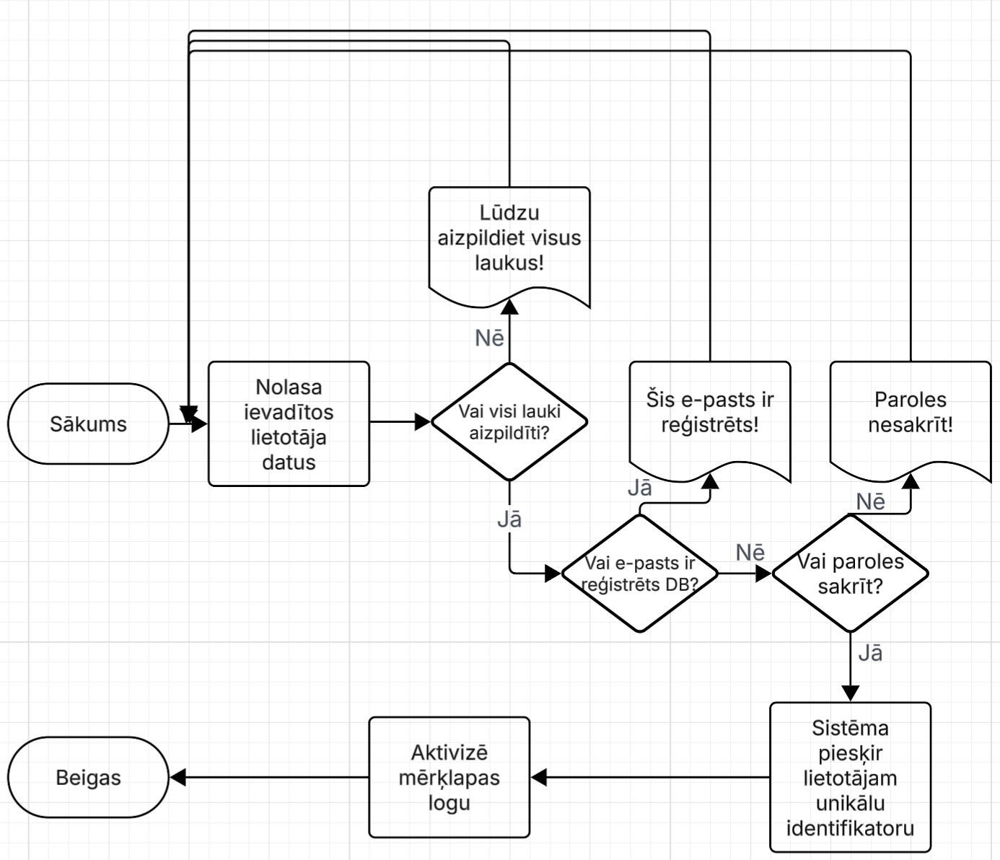 Lūdzu
aizpildiet visus
laukus!
Nē
Sākums
Nolasa
ievadītos
lietotāja
datus
Vai visi lauki
aizpildīti?
Šis e-pasts ir
reģistrēts!
Paroles
nesakrīt!
Jā
Jā
Nē
Vai e-pasts ir
reģistrēts DB?
Nē
Vai paroles
sakrīt?
Jā
Sistēma
piesķir
lietotājam
unikālu
identifikatoru
Aktivizē
mērķlapas
logu
Beigas